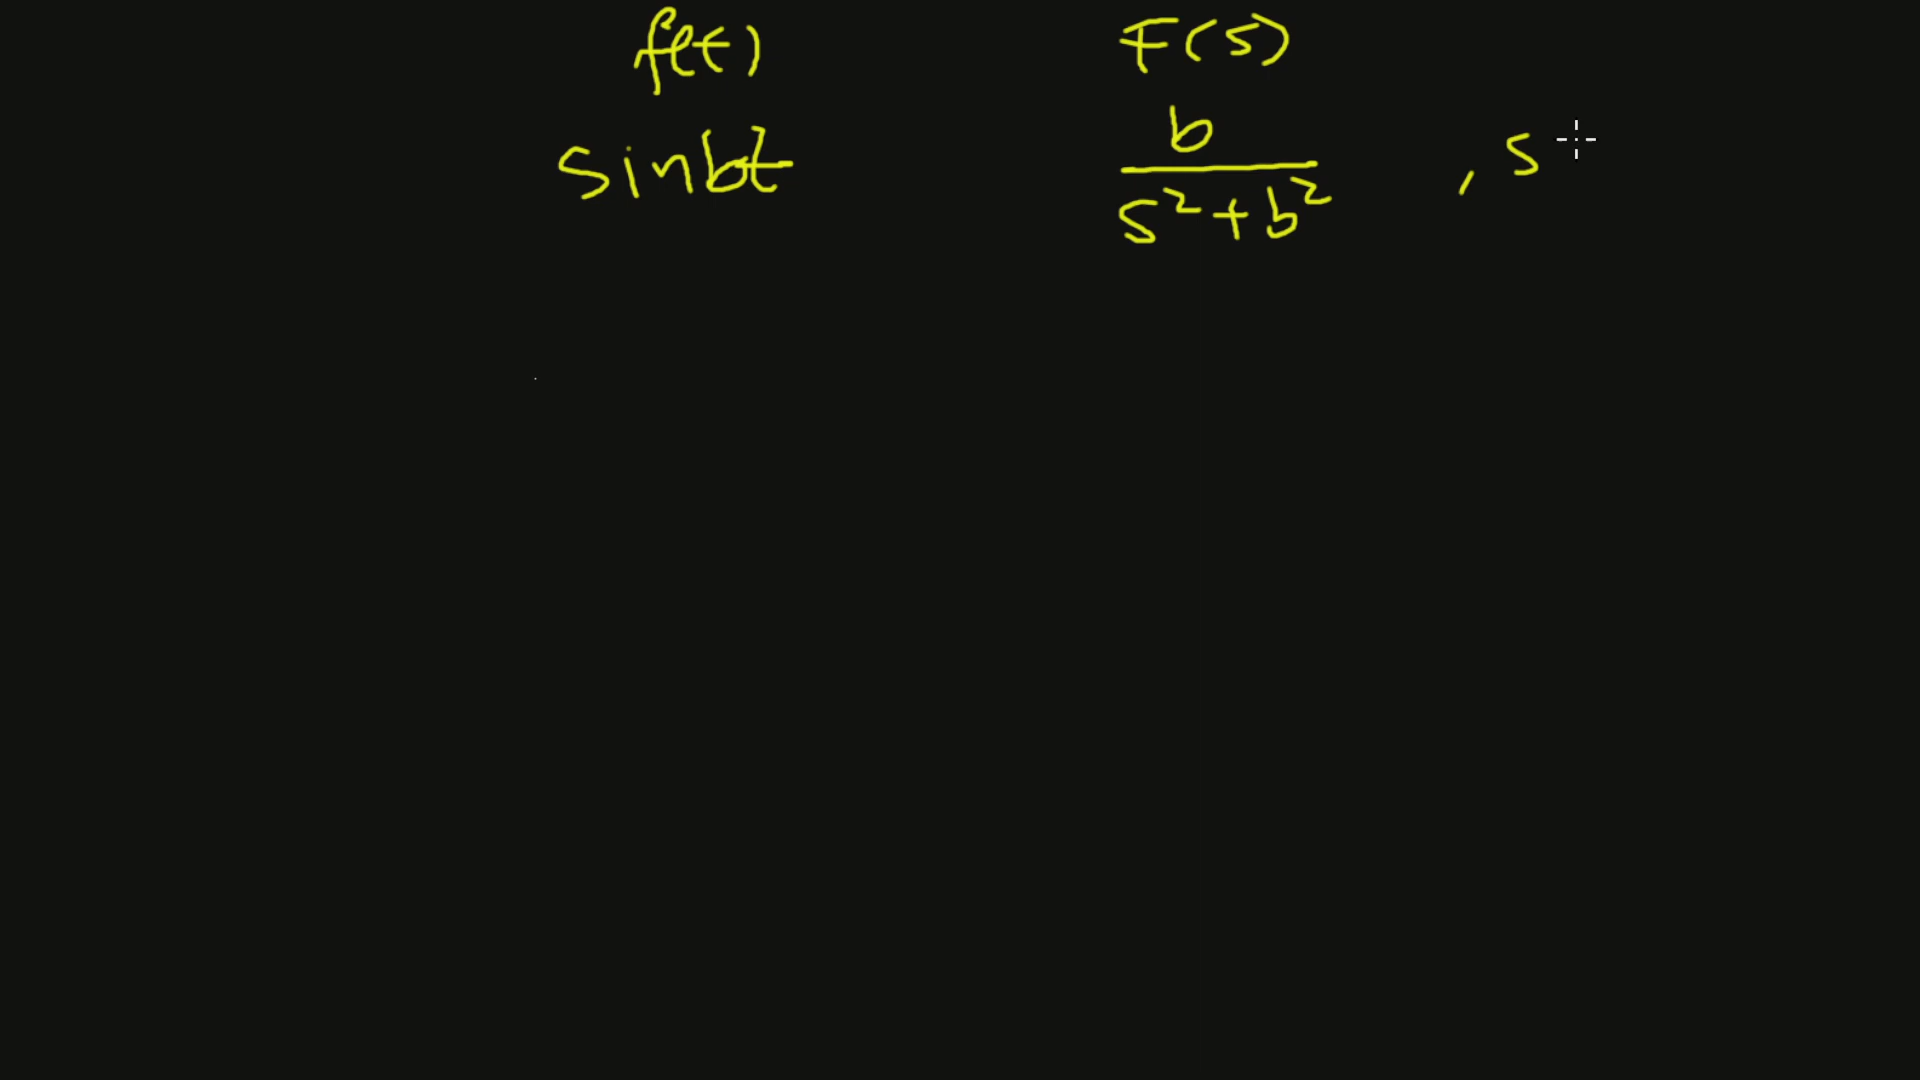 f(t) F(s)
sinbt b/(s²+b²) , s